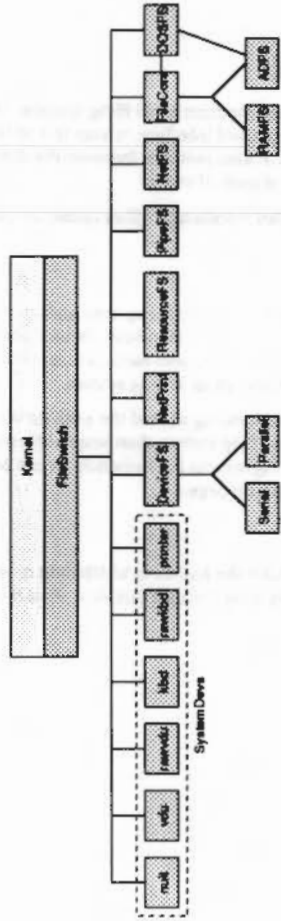 Kernel
FileSwitch
null
vdu
rawvdu
kbd
rawkbd
printer
DeviceFS
NetPrint
ResourceFS
PipeFS
NetFS
FileCore
DOSFS
SystemDevs
Serial
Parallel
RAMFS
ADFS